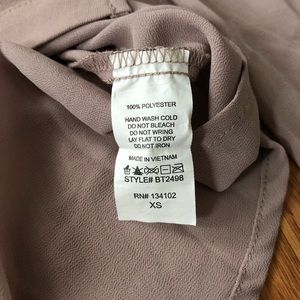 100% POLYESTER
HAND WASH COLD
DO NOT BLEACH
DO NOT WRING
LAY FLAT TO DRY
DO NOT IRON
MADE IN VIETNAM
STYLE# BT2498
RN# 134102
XS